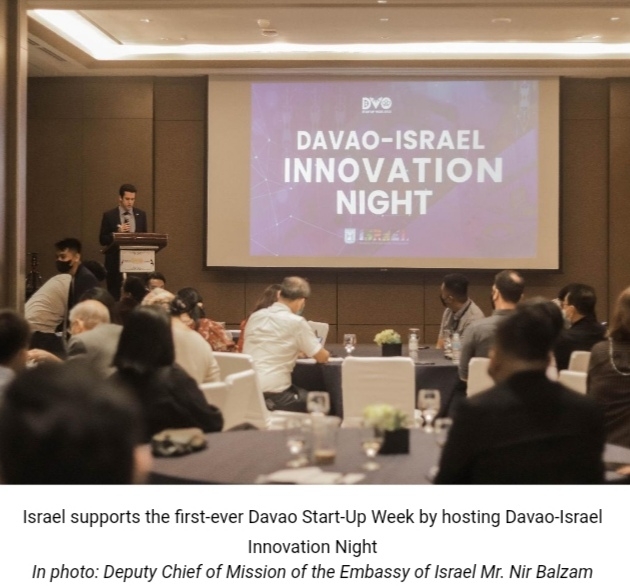 DVO
DAVAO-ISRAEL
INNOVATION
NIGHT
ISRAEL
Israel supports the first-ever Davao Start-Up Week by hosting Davao-Israel
Innovation Night
In photo: Deputy Chief of Mission of the Embassy of Israel Mr. Nir Balzam